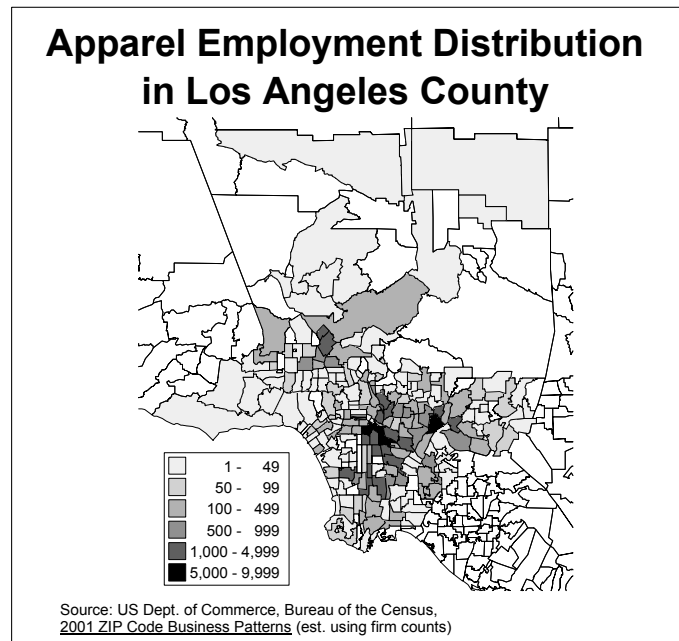 Apparel Employment Distribution
in Los Angeles County
1 - 49
50 - 99
100 - 499
500 - 999
1,000 - 4,999
5,000 - 9,999
Source: US Dept. of Commerce, Bureau of the Census,
2001 ZIP Code Business Patterns (est. using firm counts)